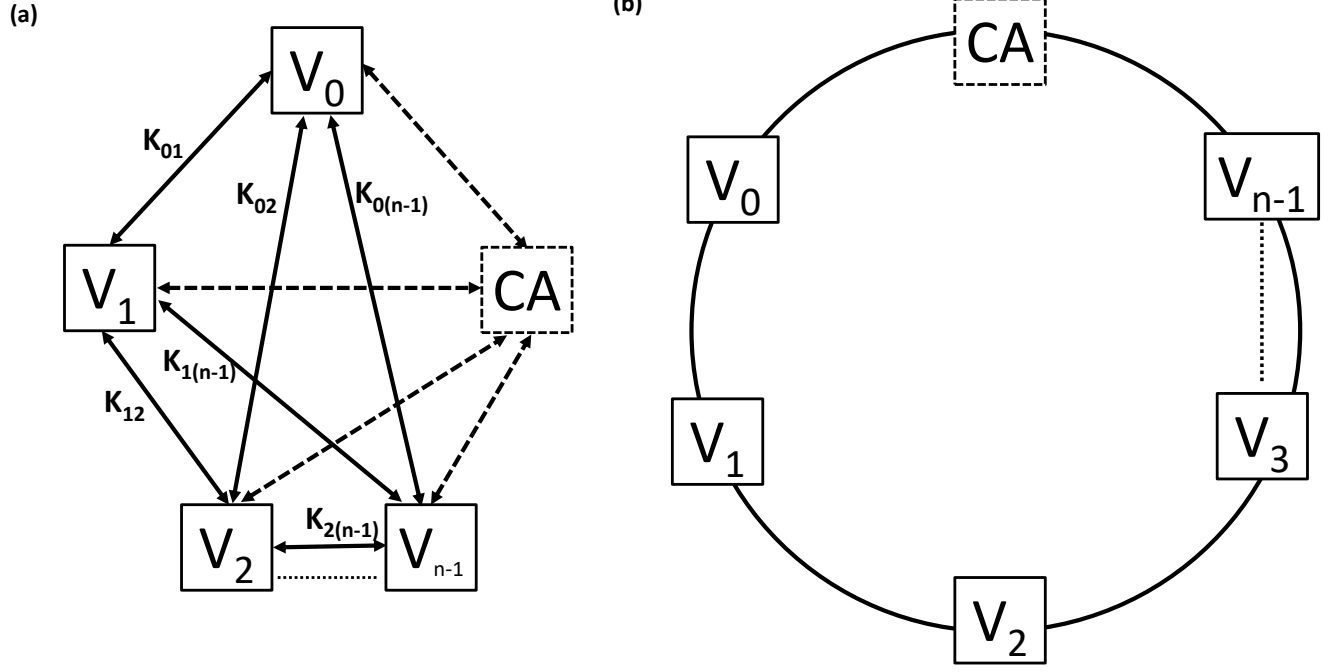 (a)
V0
K01
K02
K0(n-1)
V1
CA
K1(n-1)
K12
V2
K2(n-1)
Vn-1
(b)
CA
V0
Vn-1
V1
V3
V2